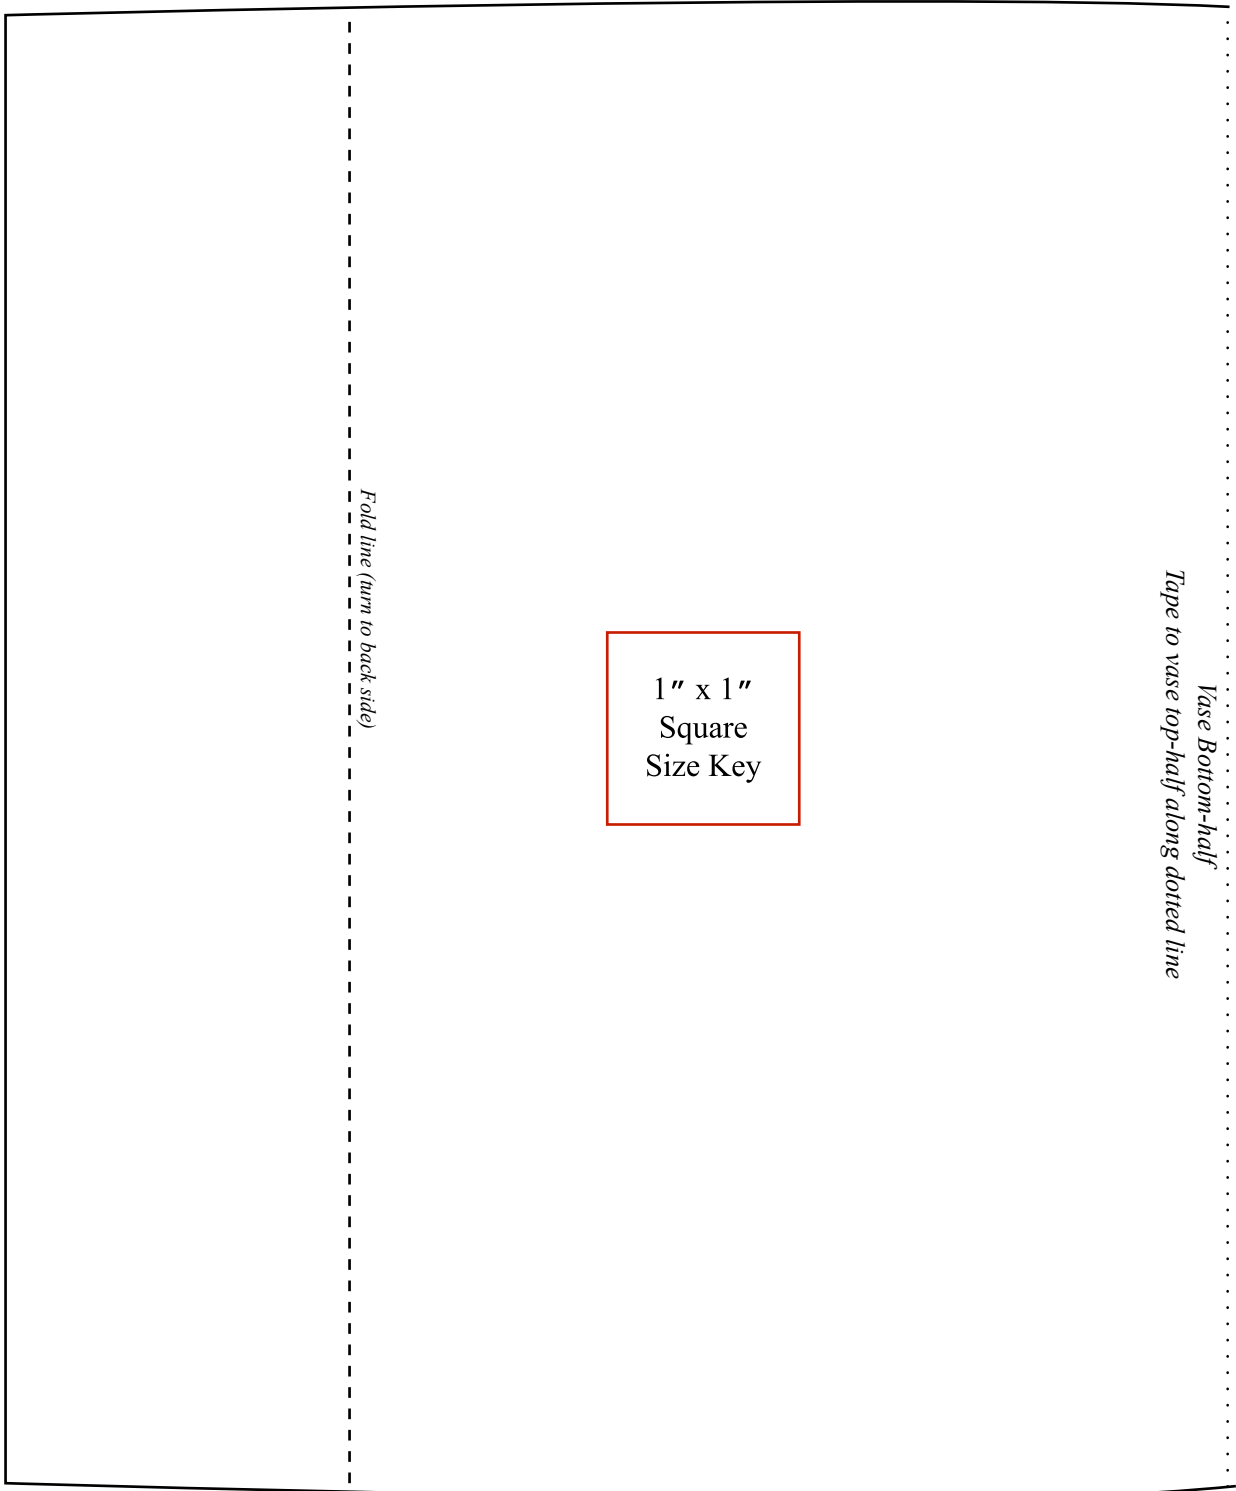 Fold line (turn to back side)
1″ x 1″
Square
Size Key
Vase Bottom-half
Tape to vase top-half along dotted line